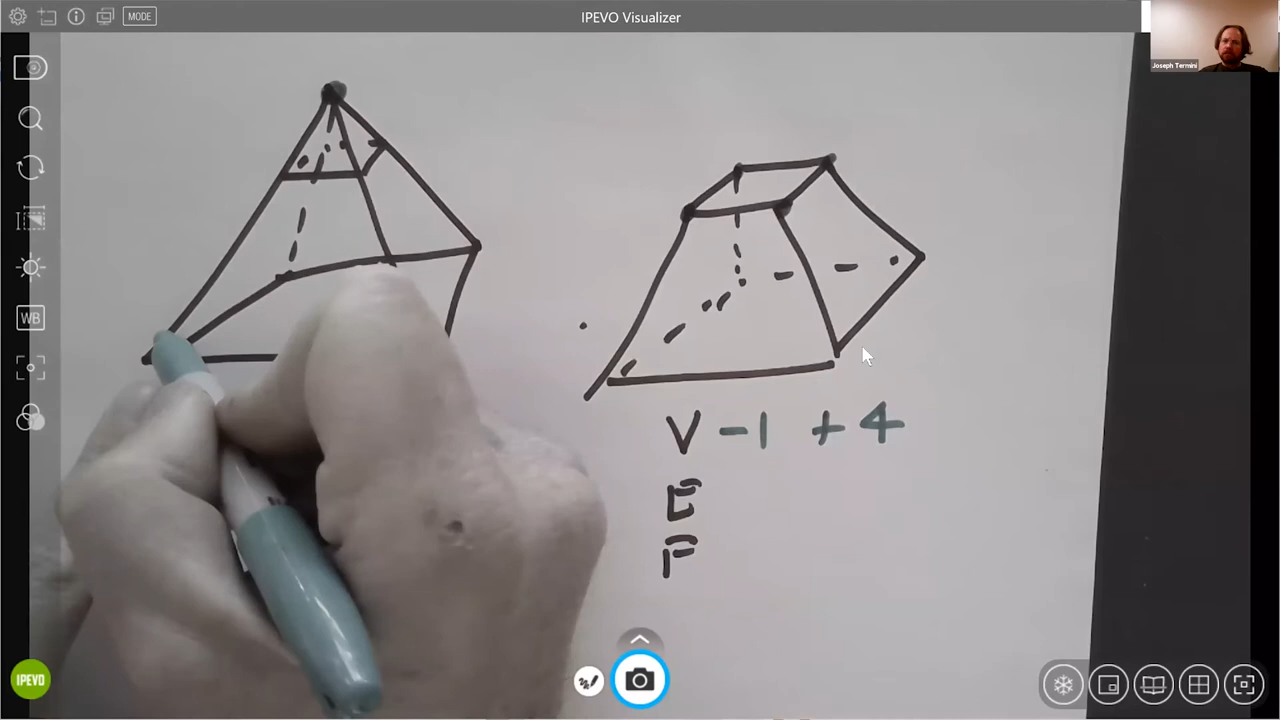 MODE
IPEVO Visualizer
Joseph Termini
WB
V -1 + 4
E
F
IPEVO